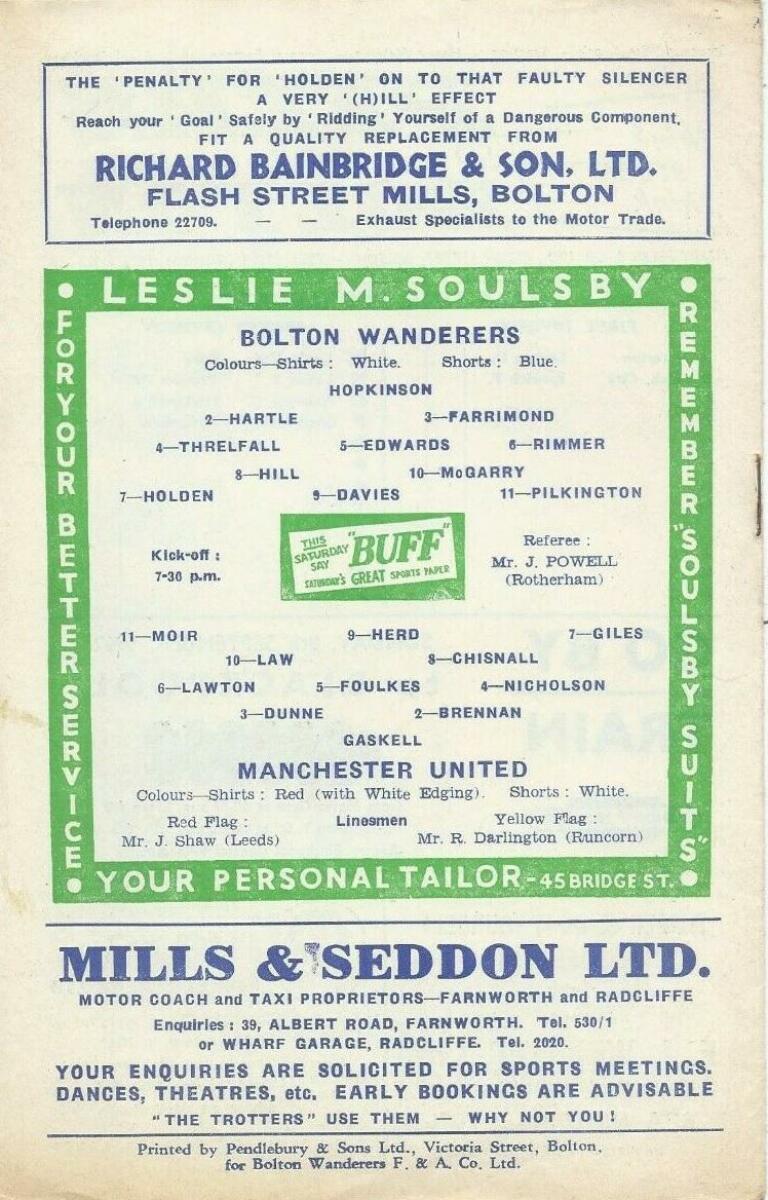 THE 'PENALTY' FOR 'HOLDEN' ON TO THAT FAULTY SILENCER
A VERY '(H)ILL' EFFECT
Reach your 'Goal' Safely by 'Ridding' Yourself of a Dangerous Component,
FIT A QUALITY REPLACEMENT FROM
RICHARD BAINBRIDGE & SON, LTD.
FLASH STREET MILLS, BOLTON
Telephone 22709. — — Exhaust Specialists to the Motor Trade.
LESLIE M. SOULSBY
FOR YOUR BETTER SERVICE
BOLTON WANDERERS
Colours—Shirts : White. Shorts : Blue.
HOPKINSON
2—HARTLE 3—FARRIMOND
4—THRELFALL 5—EDWARDS 6—RIMMER
8—HILL 10—McGARRY
7—HOLDEN 9—DAVIES 11—PILKINGTON
Kick-off :
7-30 p.m.
THIS
SATURDAY
SAY
"BUFF"
SATURDAY'S GREAT SPORTS PAPER
Referee :
Mr. J. POWELL
(Rotherham)
11—MOIR 9—HERD 7—GILES
10—LAW 8—CHISNALL
6—LAWTON 5—FOULKES 4—NICHOLSON
3—DUNNE 2—BRENNAN
GASKELL
MANCHESTER UNITED
Colours—Shirts : Red (with White Edging). Shorts : White.
Red Flag : Linesmen Yellow Flag :
Mr. J. Shaw (Leeds) Mr. R. Darlington (Runcorn)
REMEMBER "SOULSBY SUITS"
YOUR PERSONAL TAILOR - 45 BRIDGE ST.
MILLS & SEDDON LTD.
MOTOR COACH and TAXI PROPRIETORS—FARNWORTH and RADCLIFFE
Enquiries : 39, ALBERT ROAD, FARNWORTH. Tel. 530/1
or WHARF GARAGE, RADCLIFFE. Tel. 2020.
YOUR ENQUIRIES ARE SOLICITED FOR SPORTS MEETINGS.
DANCES, THEATRES, etc. EARLY BOOKINGS ARE ADVISABLE
"THE TROTTERS" USE THEM — WHY NOT YOU !
Printed by Pendlebury & Sons Ltd., Victoria Street, Bolton,
for Bolton Wanderers F. & A. Co. Ltd.